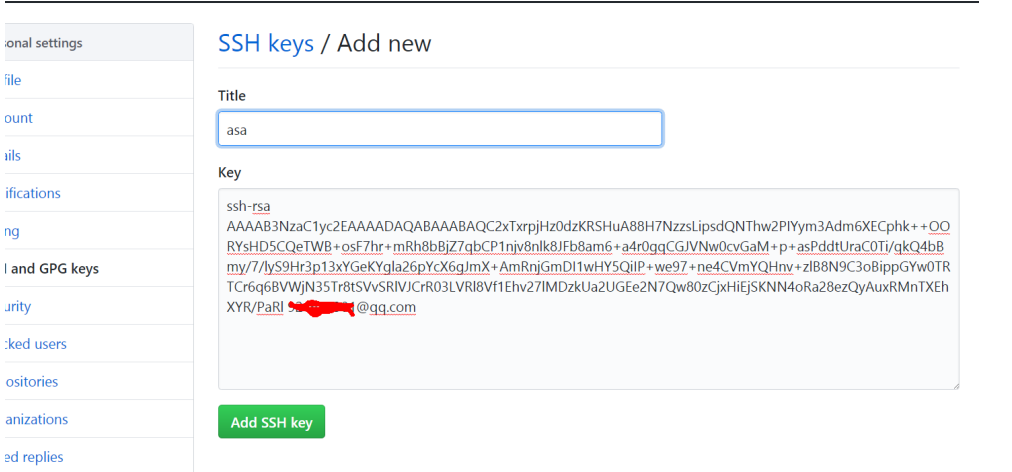 sonal settings
SSH keys / Add new
file
Title
ount
asa
ails
Key
ifications
ssh-rsa
AAAAB3NzaC1yc2EAAAADAQABAAABAQC2xTxrpjHz0dzKRSHuA88H7NzzsLipsdQNThw2PIYym3Adm6XECphk++OO
ng
RYsHD5CQeTWB+osF7hr+mRh8bBjZ7qbCP1njv8nlk8JFb8am6+a4r0gqCGJVNw0cvGaM+p+asPddtUraC0Ti/gkQ4bB
and GPG keys
my/7/lyS9Hr3p13xYGeKYgla26pYcX6gJmX+AmRnjGmDI1wHY5QiIP+we97+ne4CVmYQHnv+zlB8N9C3oBippGYw0TR
TCr6q6BVWjN35Tr8tSVvSRlVJCrR03LVRl8Vf1Ehv27lMDzkUa2UGEe2N7Qw80zCjxHiEjSKNN4oRa28ezQyAuxRMnTXEh
urity
XYR/PaRl @qq.com
cked users
ositories
anizations
Add SSH key
ed replies